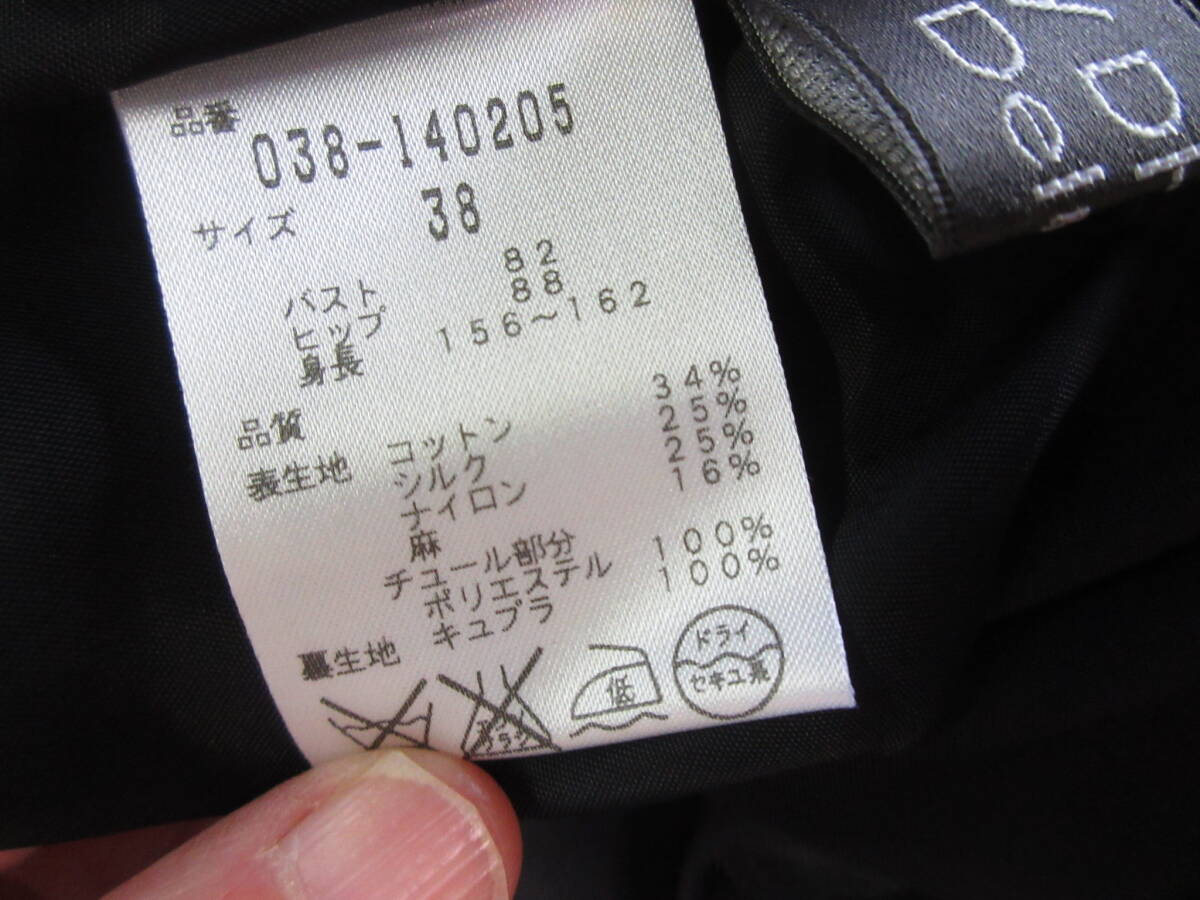 品番
038-140205
サイズ 38
バスト 82
ヒップ 88
身長 156～162
品質
表生地 コットン 34%
シルク 25%
ナイロン 25%
麻 16%
チュール部分
ポリエステル 100%
裏生地 キュプラ 100%
低
ドライ
セキユ系